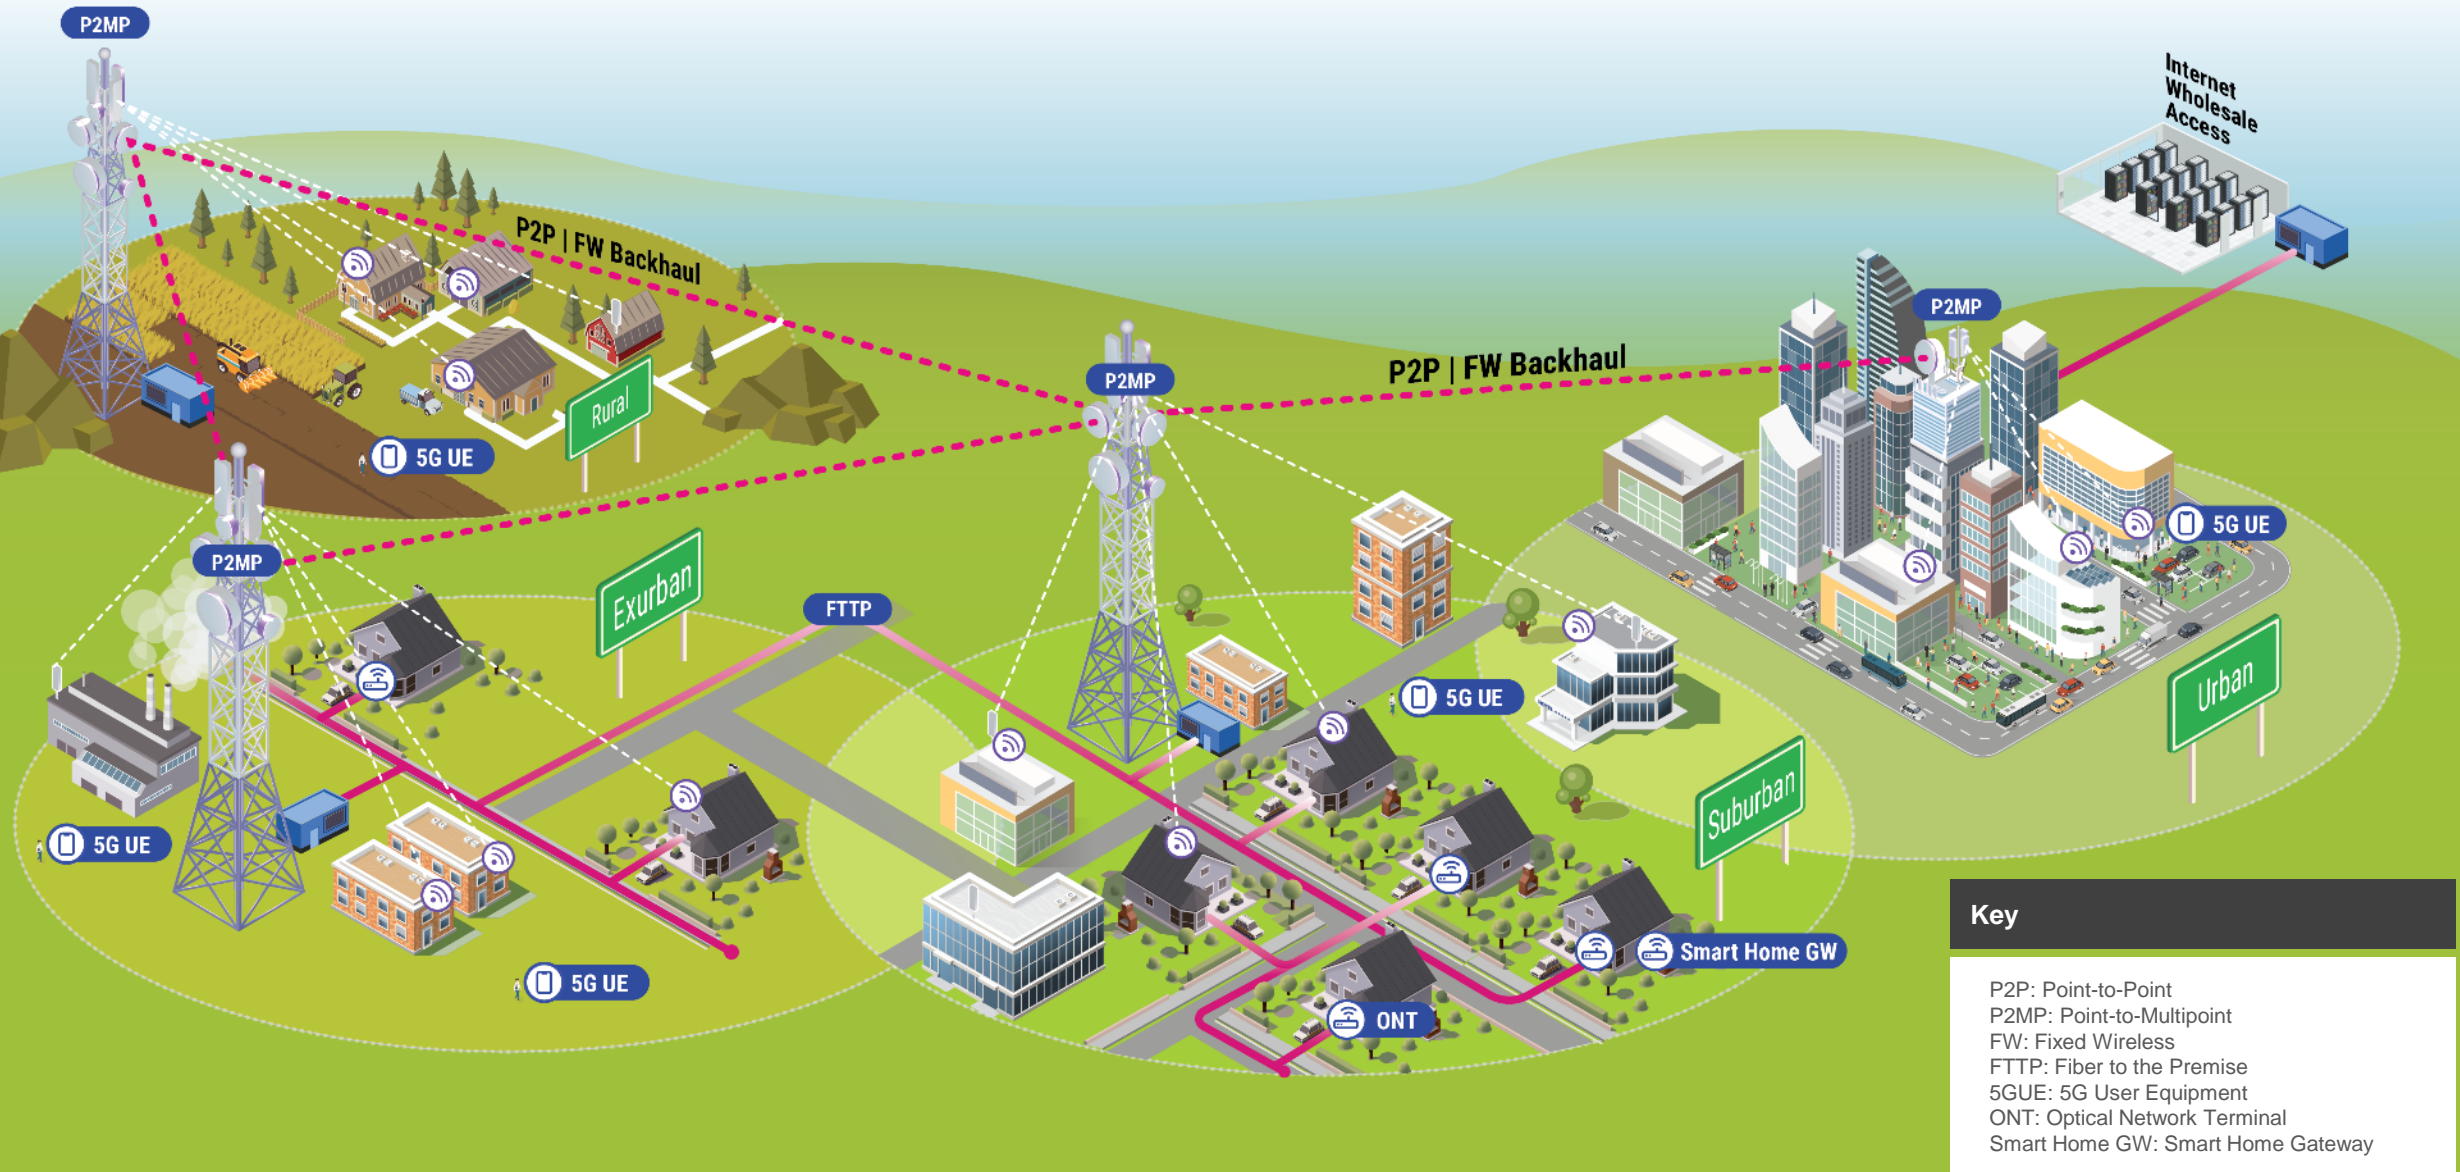 P2MP
Internet
Wholesale
Access
P2P | FW Backhaul
P2MP
P2P | FW Backhaul
P2MP
Rural
5G UE
5G UE
P2MP
Exurban
FTTP
5G UE
Urban
Suburban
5G UE
Smart Home GW
5G UE
ONT
Key
P2P: Point-to-Point
P2MP: Point-to-Multipoint
FW: Fixed Wireless
FTTP: Fiber to the Premise
5GUE: 5G User Equipment
ONT: Optical Network Terminal
Smart Home GW: Smart Home Gateway